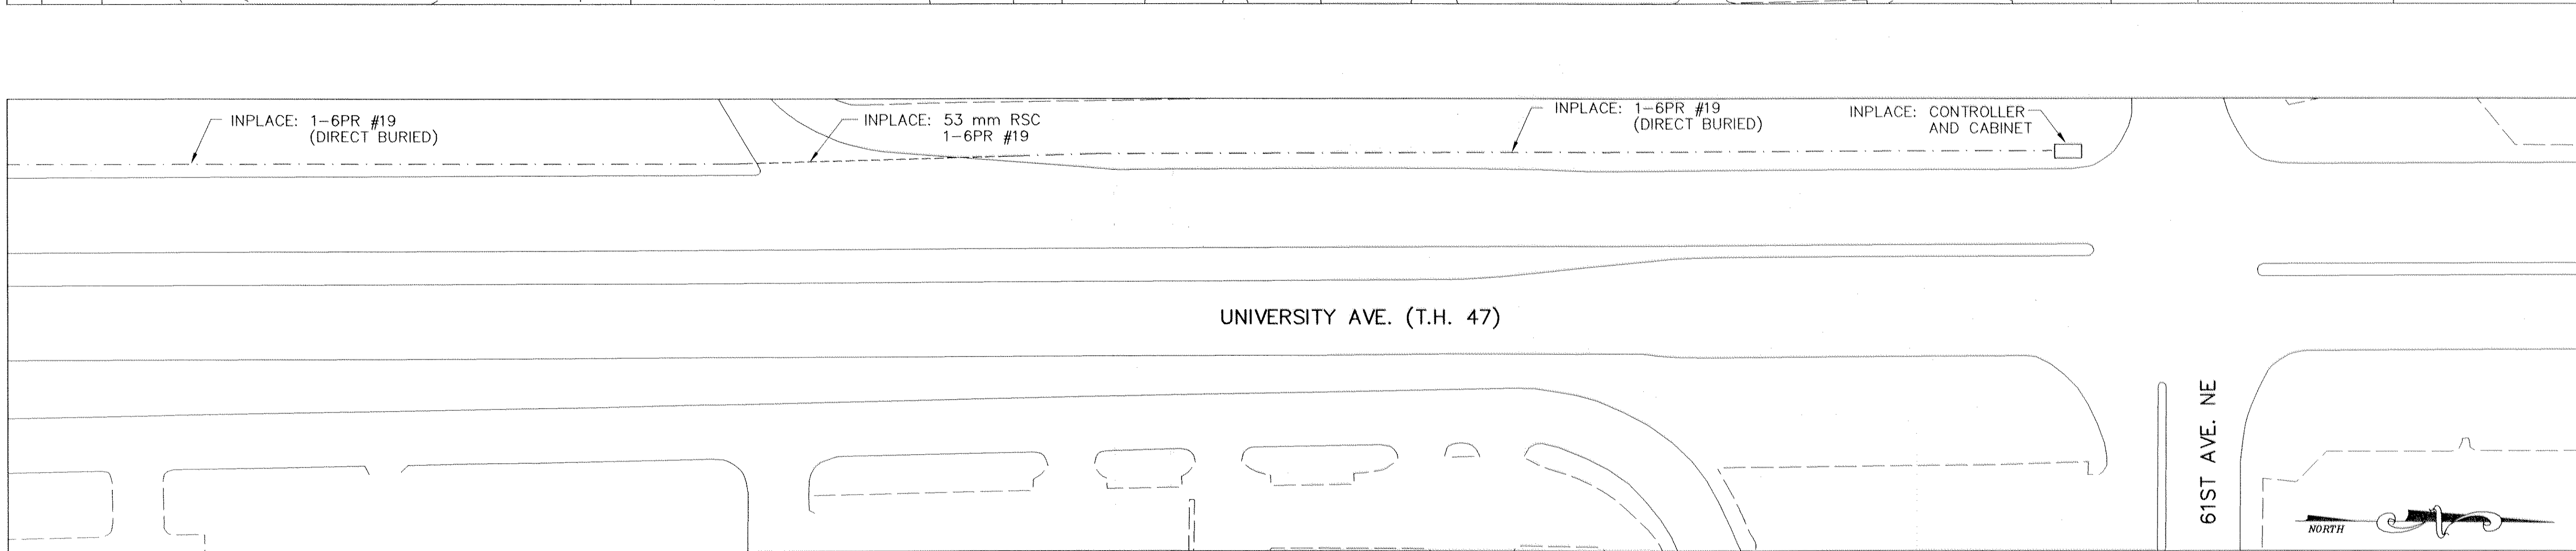 INPLACE: 1-6PR #19
(DIRECT BURIED)
INPLACE: 53 mm RSC
1-6PR #19
INPLACE: 1-6PR #19
(DIRECT BURIED)
INPLACE: CONTROLLER
AND CABINET
UNIVERSITY AVE. (T.H. 47)
61ST AVE. NE
NORTH